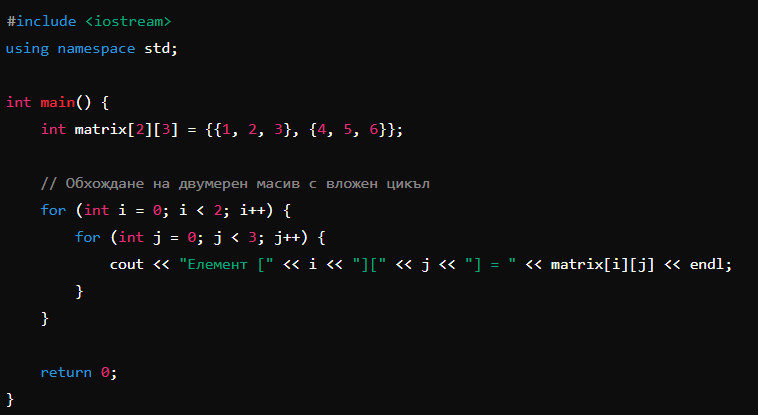 #include <iostream>
using namespace std;
int main() {
    int matrix[2][3] = {{1, 2, 3}, {4, 5, 6}};
    // Обхождане на двумерен масив с вложен цикъл
    for (int i = 0; i < 2; i++) {
        for (int j = 0; j < 3; j++) {
            cout << "Елемент [" << i << "][" << j << "] = " << matrix[i][j] << endl;
        }
    }
    return 0;
}